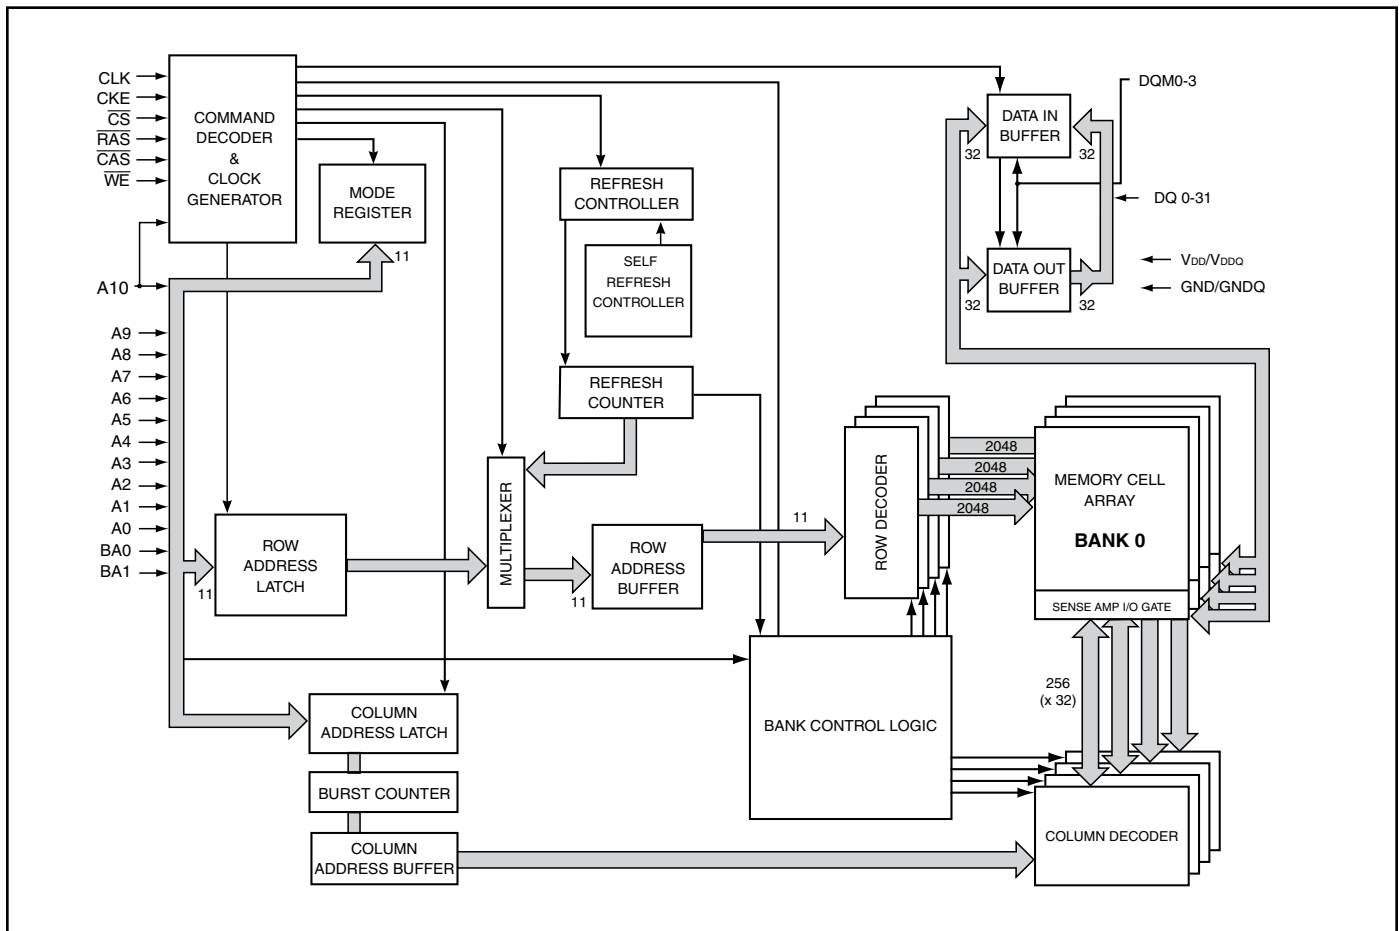 CLK
CKE
CS
RAS
CAS
WE
A10
A9
A8
A7
A6
A5
A4
A3
A2
A1
A0
BA0
BA1
11
COMMAND
DECODER
&
CLOCK
GENERATOR
MODE
REGISTER
11
REFRESH
CONTROLLER
SELF
REFRESH
CONTROLLER
REFRESH
COUNTER
MULTIPLEXER
ROW
ADDRESS
LATCH
11
ROW
ADDRESS
BUFFER
11
ROW DECODER
2048
2048
2048
2048
DATA IN
BUFFER
32
32
DATA OUT
BUFFER
32
32
DQM0-3
DQ 0-31
VDD/VDDQ
GND/GNDQ
MEMORY CELL
ARRAY
BANK 0
SENSE AMP I/O GATE
256
(x 32)
BANK CONTROL LOGIC
COLUMN
ADDRESS LATCH
BURST COUNTER
COLUMN
ADDRESS BUFFER
COLUMN DECODER